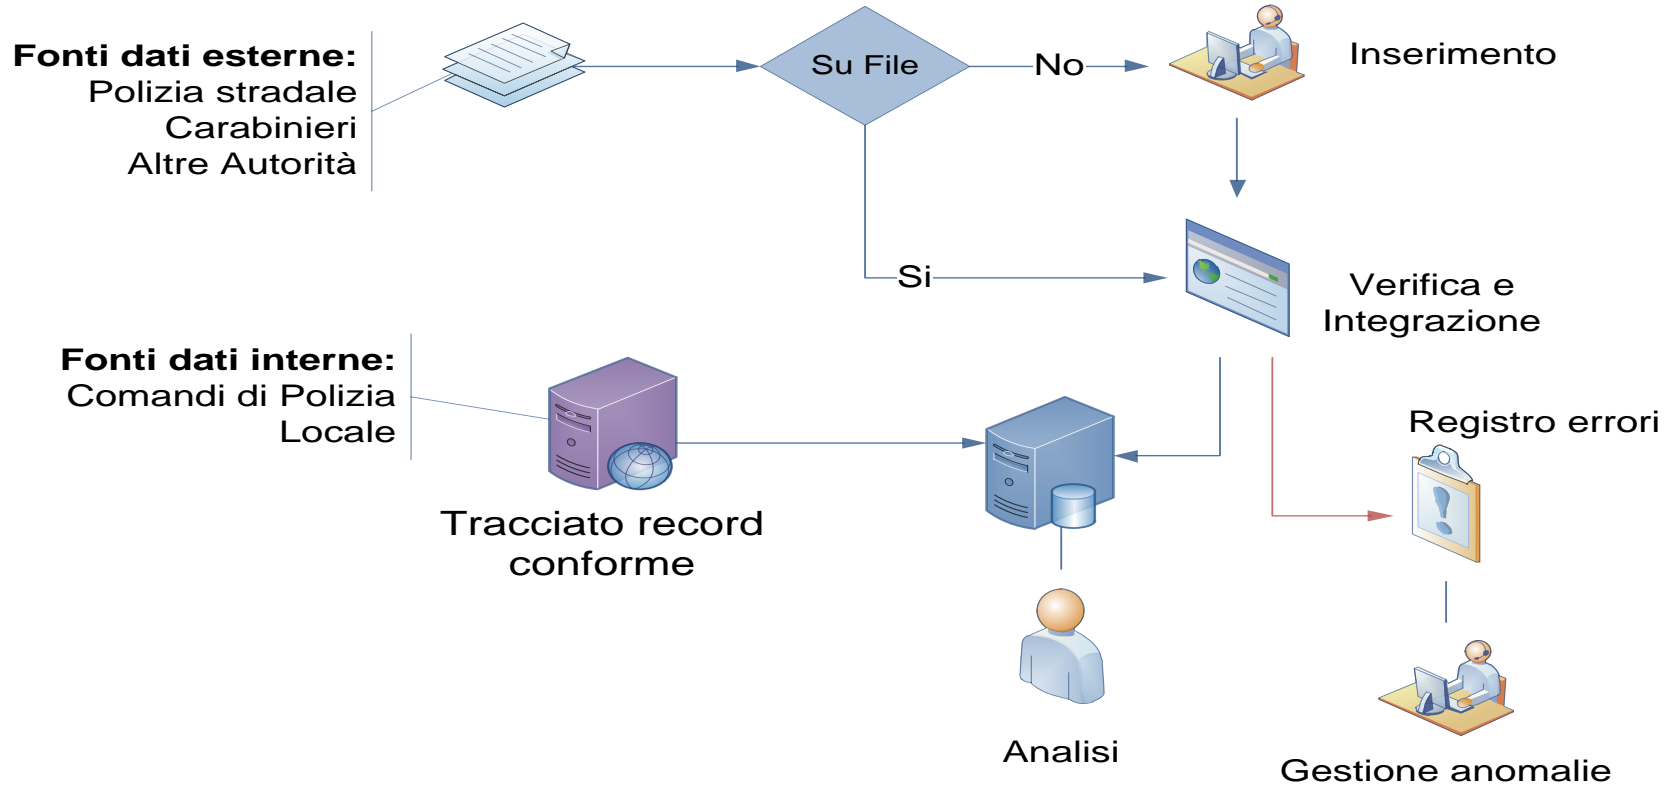 Fonti dati esterne:
Polizia stradale
Carabinieri
Altre Autorità
Su File
No
Inserimento
Si
Verifica e
Integrazione
Fonti dati interne:
Comandi di Polizia
Locale
Tracciato record
conforme
Registro errori
Analisi
Gestione anomalie